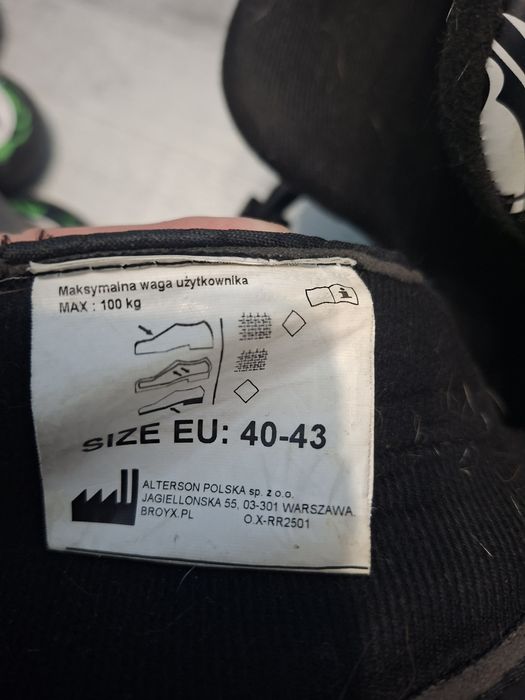 Maksymalna waga użytkownika
MAX : 100 kg
SIZE EU: 40-43
ALTERSON POLSKA sp. z o.o.
JAGIELLONSKA 55, 03-301 WARSZAWA
BROYX.PL O.X-RR2501